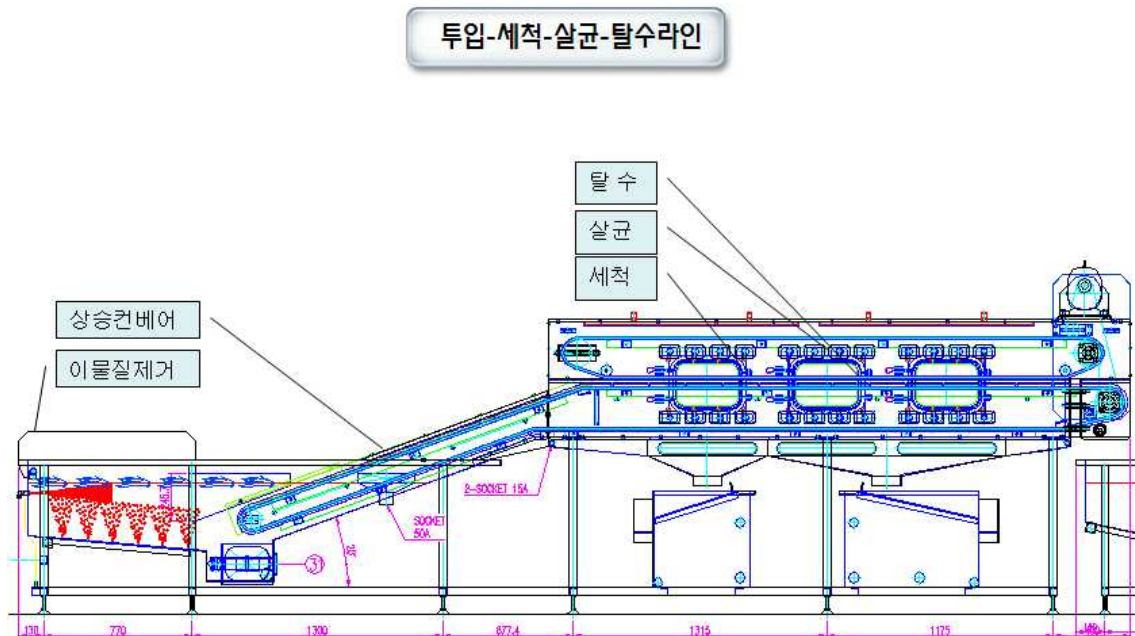 투입-세척-살균-탈수라인
탈 수
살균
세척
상승컨베어
이물질제거
2-SOCKET 15A
SOCKET
50A
31
130
770
1300
677.4
1315
1175